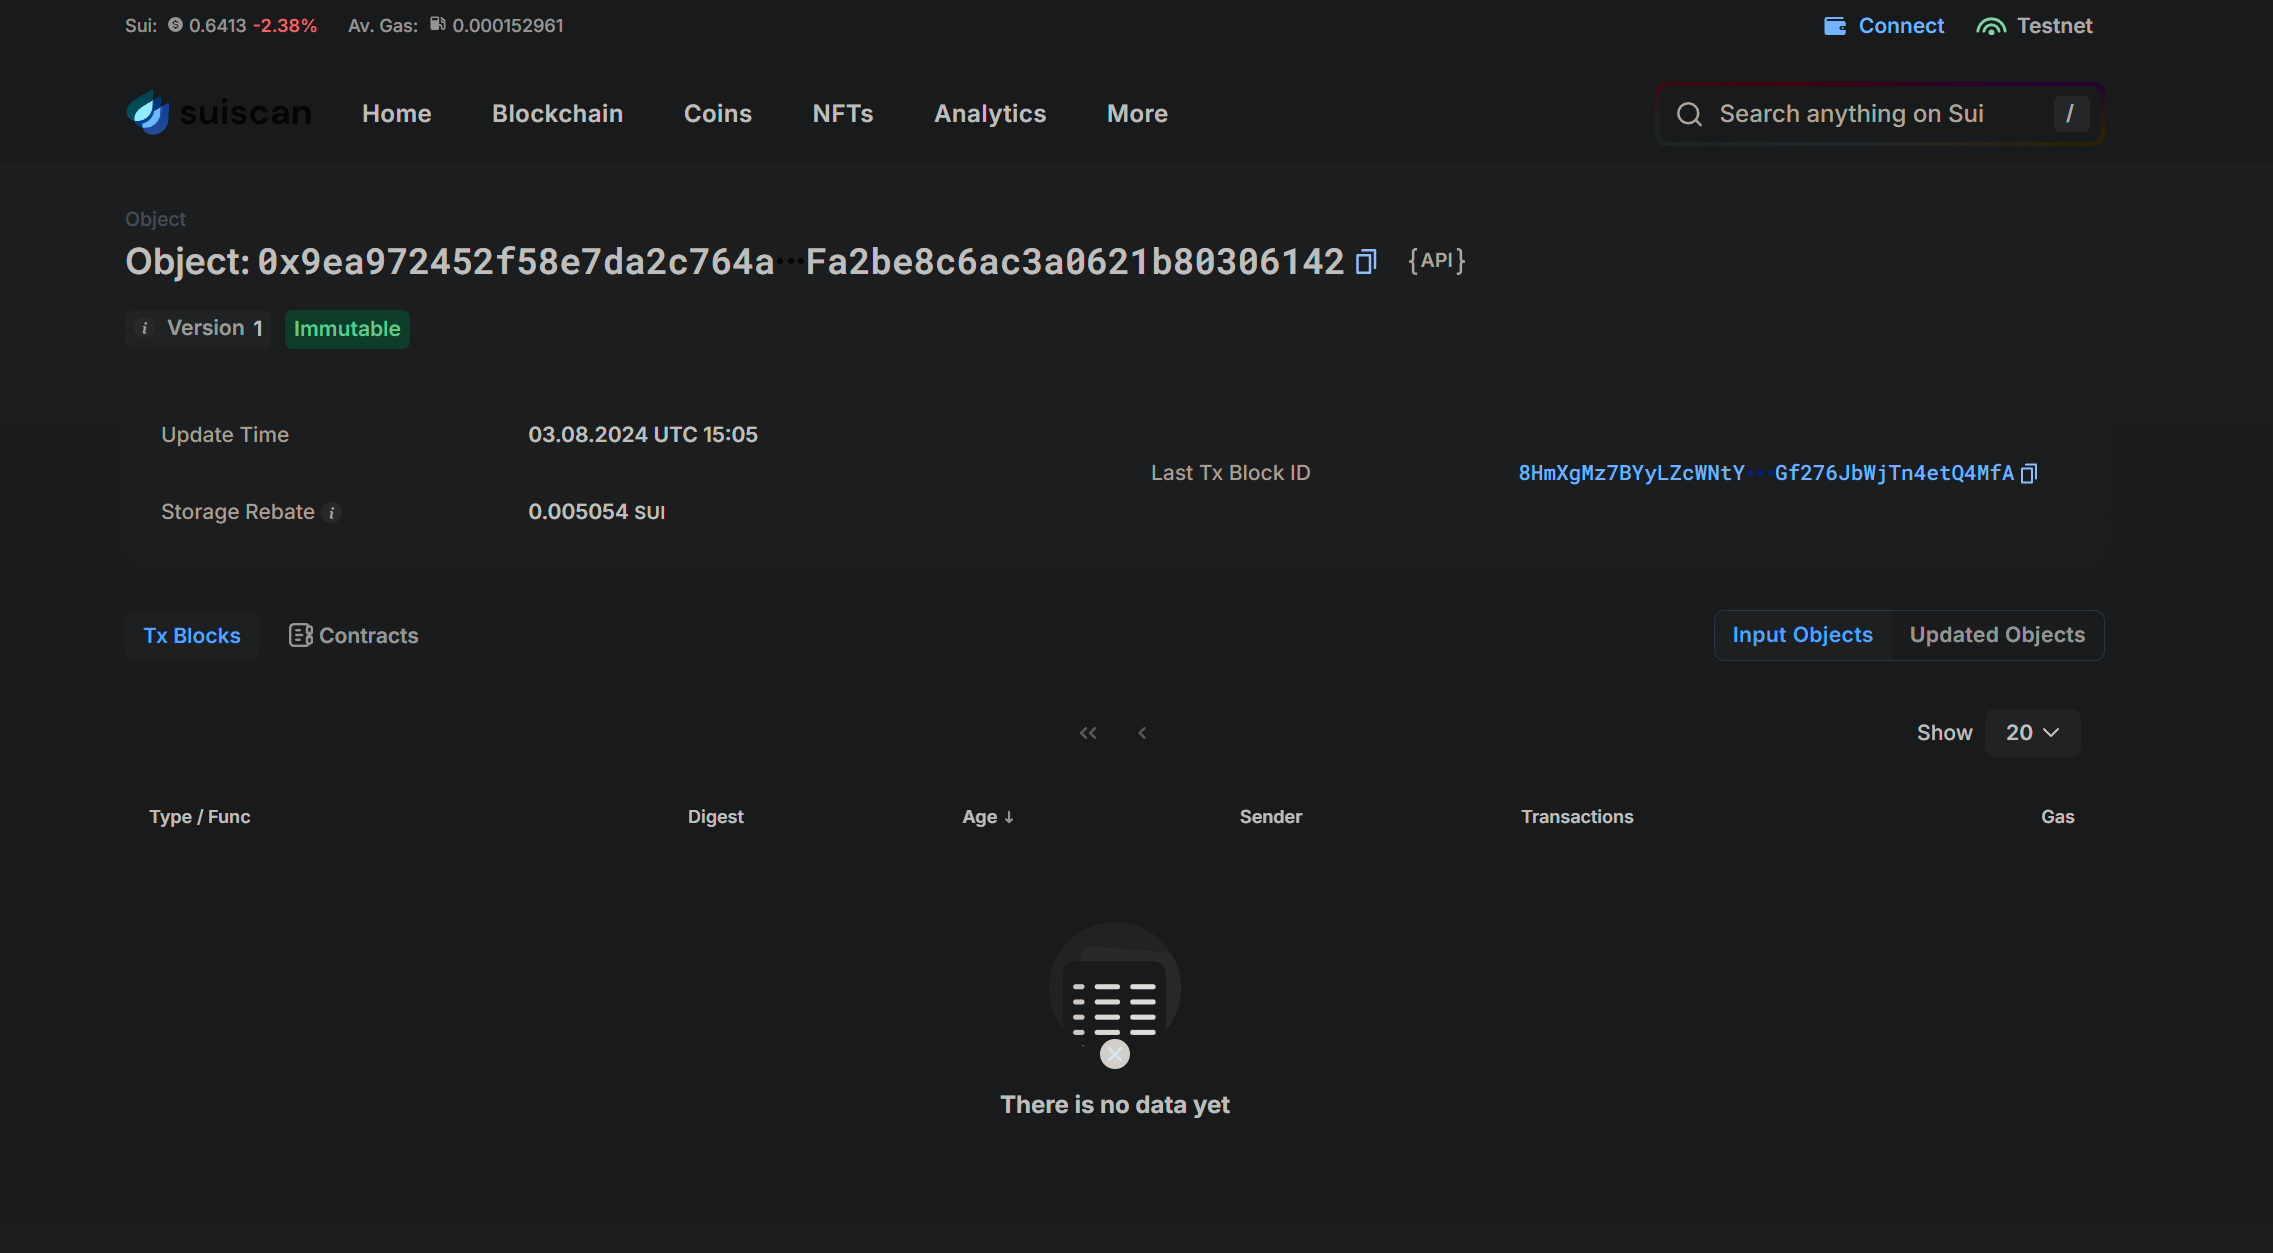 Sui: 0.6413 -2.38% Av. Gas: 0.000152961 Connect Testnet
suiscan Home Blockchain Coins NFTs Analytics More Search anything on Sui /
Object
Object: 0x9ea972452f58e7da2c764a···Fa2be8c6ac3a0621b80306142 {API}
i Version 1 Immutable
Update Time 03.08.2024 UTC 15:05
Last Tx Block ID 8HmXgMz7BYyLZcWNtY···Gf276JbWjTn4etQ4MfA
Storage Rebate i 0.005054 SUI
Tx Blocks Contracts Input Objects Updated Objects
Show 20
Type / Func Digest Age ↓ Sender Transactions Gas
There is no data yet